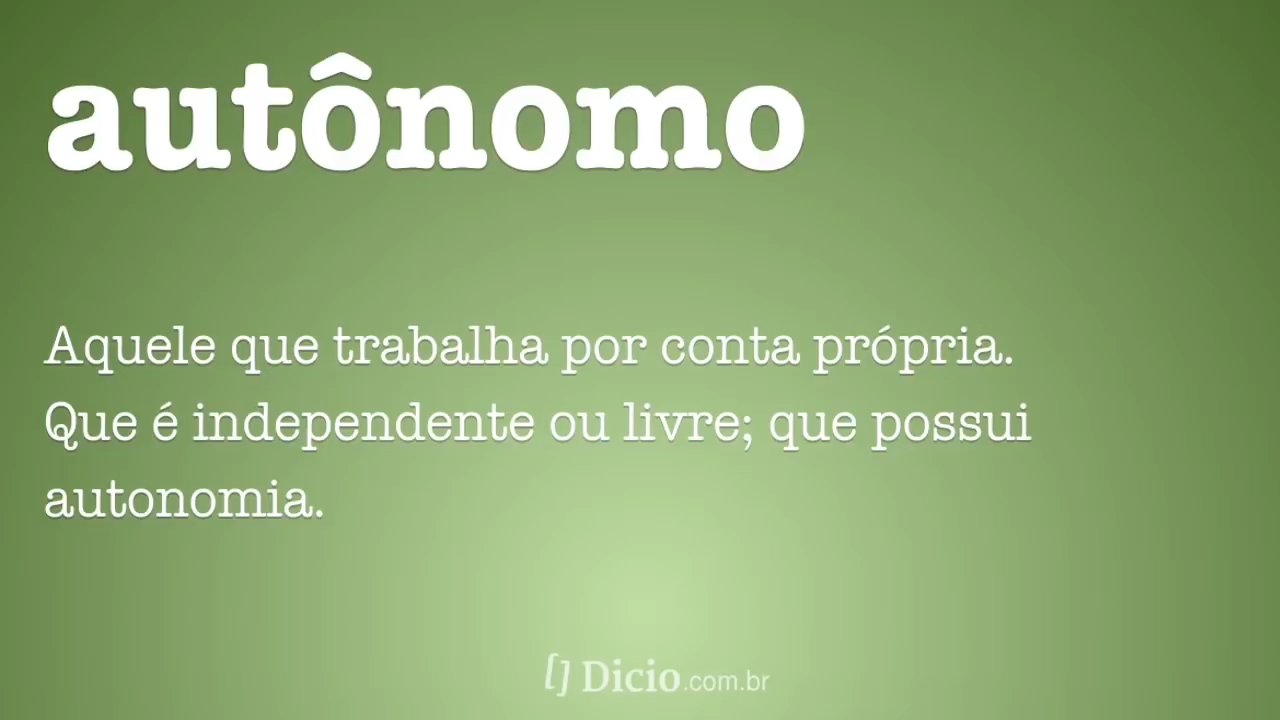 autônomo
Aquele que trabalha por conta própria.
Que é independente ou livre; que possui
autonomia.
[] Dicio.com.br